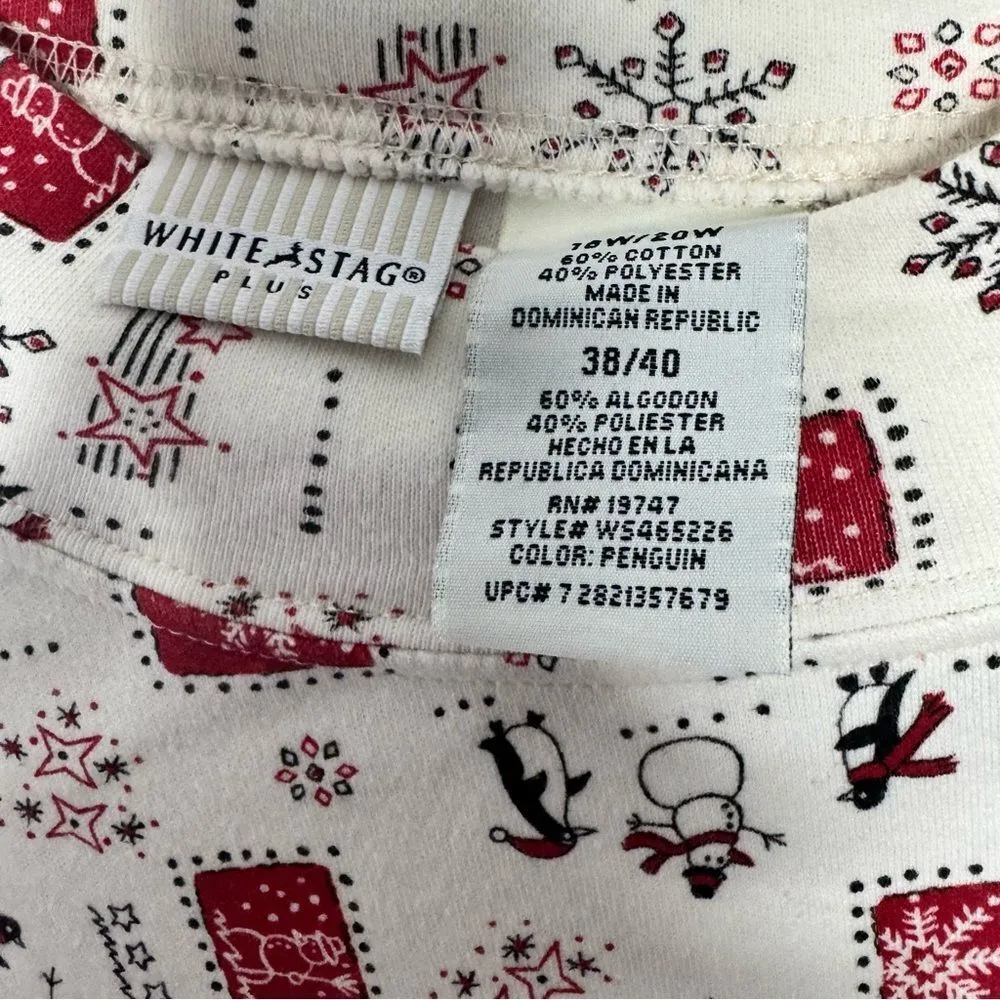 WHITE STAG®
PLUS
18W/20W
60% COTTON
40% POLYESTER
MADE IN
DOMINICAN REPUBLIC
38/40
60% ALGODON
40% POLIESTER
HECHO EN LA
REPUBLICA DOMINICANA
RN# 19747
STYLE# WS465226
COLOR: PENGUIN
UPC# 7 2821357679